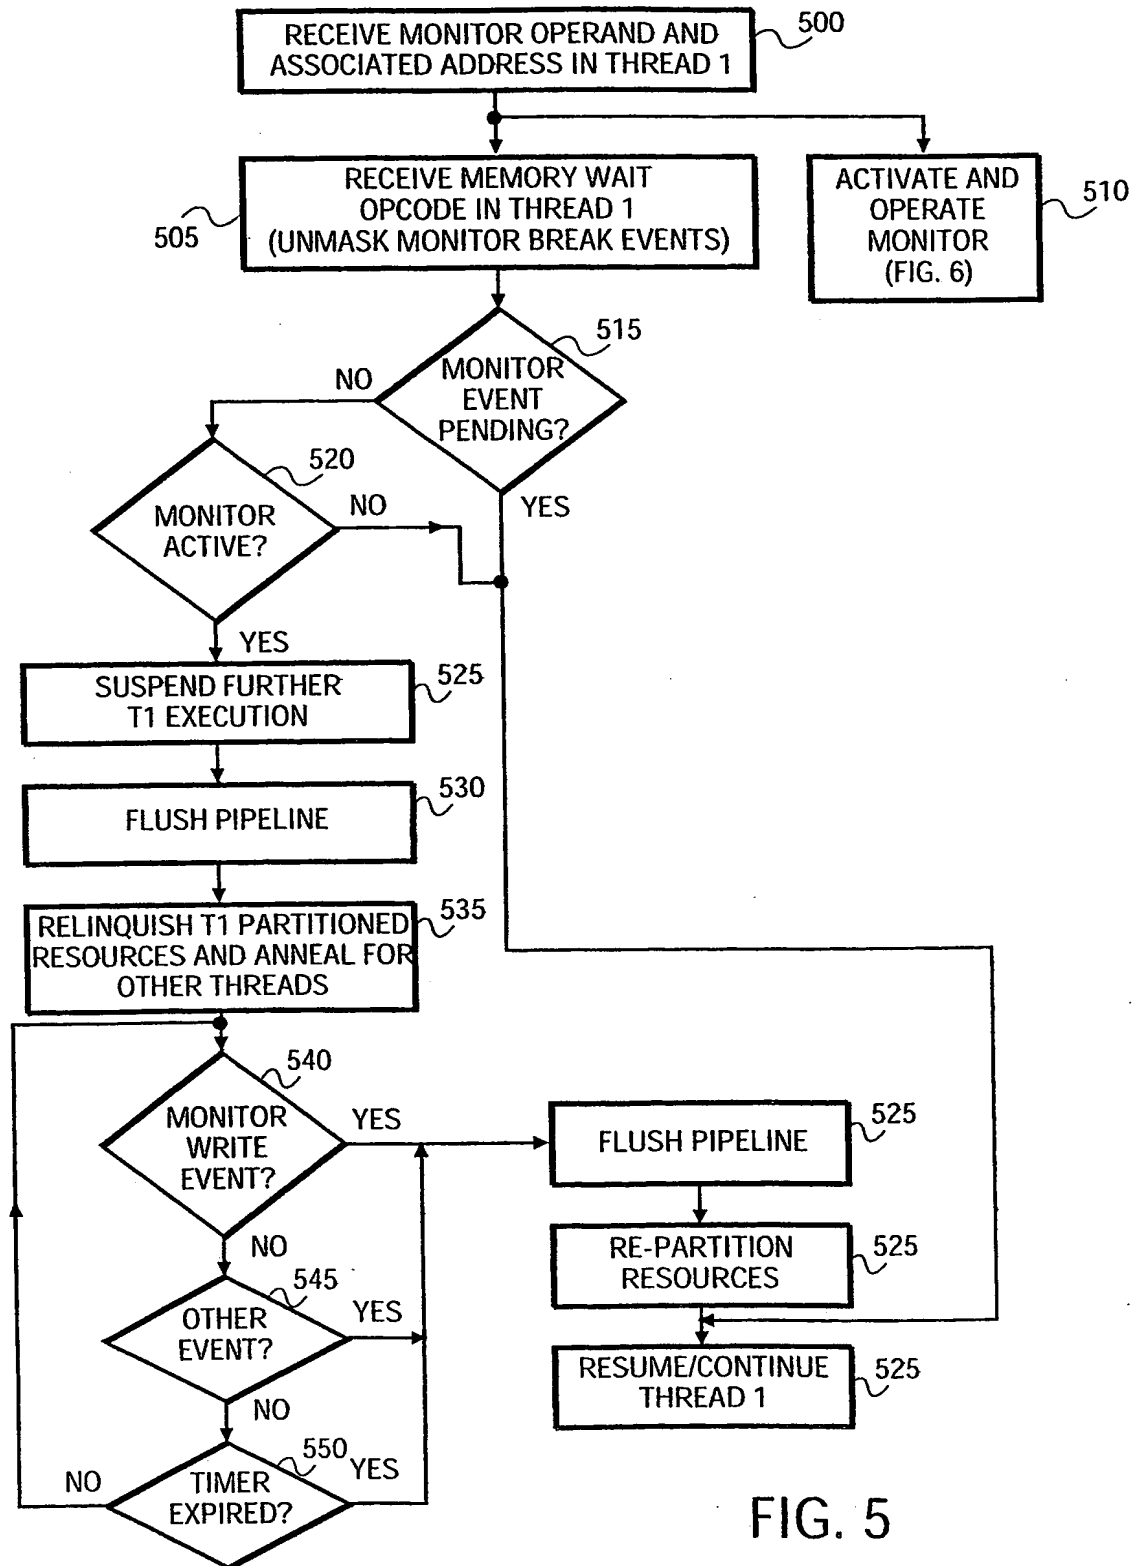 RECEIVE MONITOR OPERAND AND
ASSOCIATED ADDRESS IN THREAD 1
500
RECEIVE MEMORY WAIT
OPCODE IN THREAD 1
(UNMASK MONITOR BREAK EVENTS)
505
ACTIVATE AND
OPERATE
MONITOR
(FIG. 6)
510
515
MONITOR
EVENT
PENDING?
NO
YES
520
MONITOR
ACTIVE?
NO
YES
SUSPEND FURTHER
T1 EXECUTION
525
FLUSH PIPELINE
530
RELINQUISH T1 PARTITIONED
RESOURCES AND ANNEAL FOR
OTHER THREADS
535
540
MONITOR
WRITE
EVENT?
YES
NO
545
OTHER
EVENT?
YES
NO
550
TIMER
EXPIRED?
YES
NO
FLUSH PIPELINE
525
RE-PARTITION
RESOURCES
525
RESUME/CONTINUE
THREAD 1
525
FIG. 5